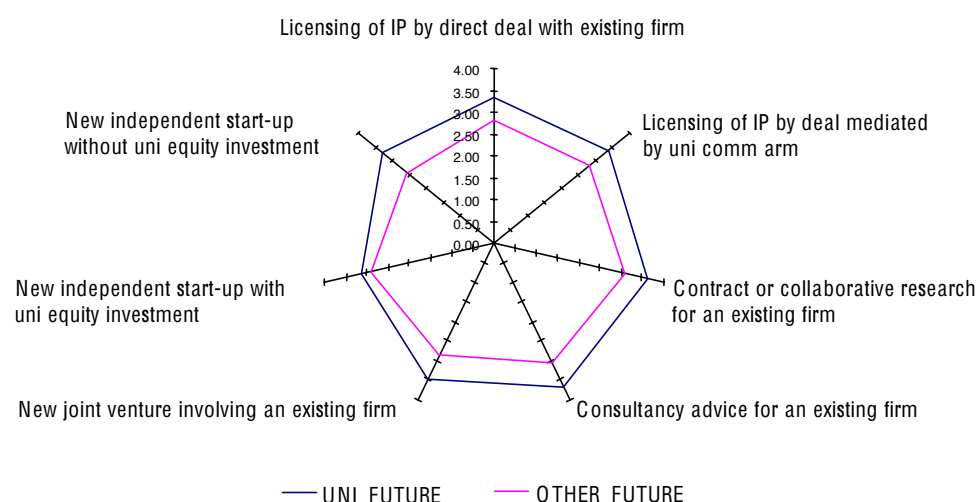 Licensing of IP by direct deal with existing firm
4.00
3.50
3.00
2.50
2.00
1.50
1.00
0.50
0.00
New independent start-up
without uni equity investment
Licensing of IP by deal mediated
by uni comm arm
New independent start-up with
uni equity investment
Contract or collaborative research
for an existing firm
New joint venture involving an existing firm
Consultancy advice for an existing firm
UNI FUTURE
OTHER FUTURE